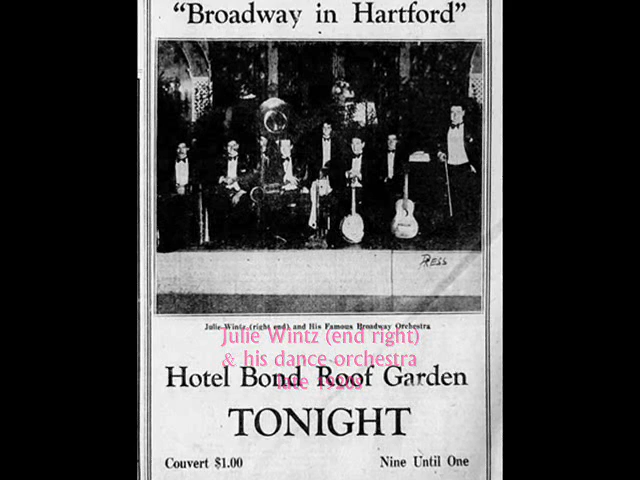 "Broadway in Hartford"
Press
Julie Wintz (right end) and His Famous Broadway Orchestra
Julie Wintz (end right)
& his dance orchestra
late 1920s
Hotel Bond Roof Garden
TONIGHT
Couvert $1.00
Nine Until One